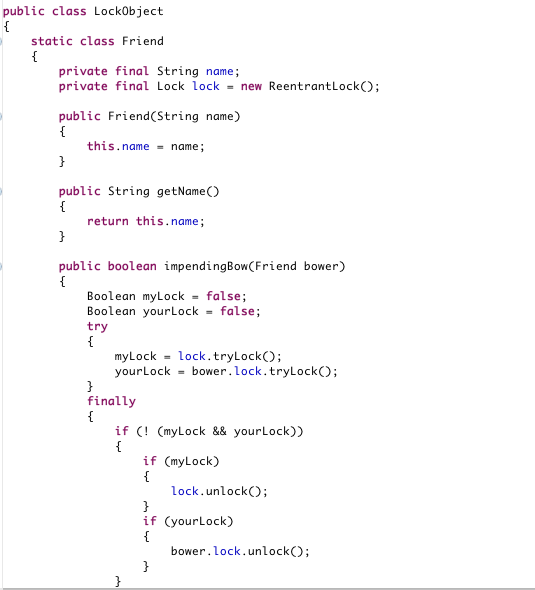 public class LockObject
{
    static class Friend
    {
        private final String name;
        private final Lock lock = new ReentrantLock();

        public Friend(String name)
        {
            this.name = name;
        }

        public String getName()
        {
            return this.name;
        }

        public boolean impendingBow(Friend bower)
        {
            Boolean myLock = false;
            Boolean yourLock = false;
            try
            {
                myLock = lock.tryLock();
                yourLock = bower.lock.tryLock();
            }
            finally
            {
                if (! (myLock && yourLock))
                {
                    if (myLock)
                    {
                        lock.unlock();
                    }
                    if (yourLock)
                    {
                        bower.lock.unlock();
                    }
                }